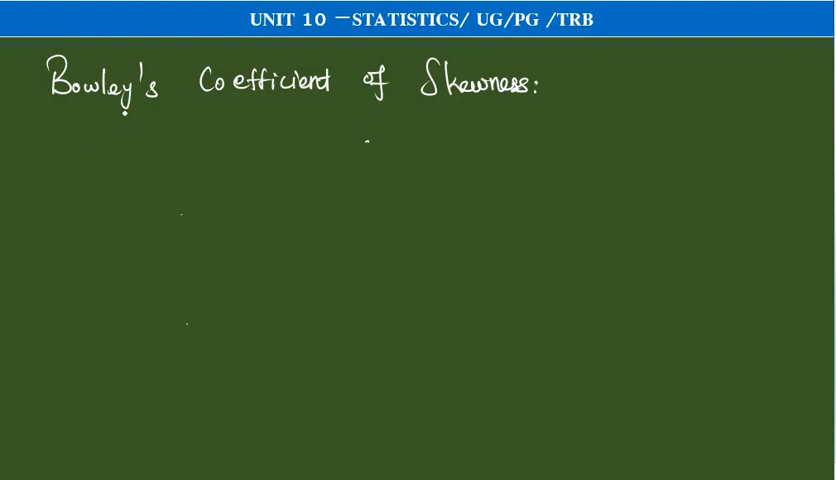 UNIT 10 –STATISTICS/ UG/PG /TRB
Bowley's Coefficient of Skewness: